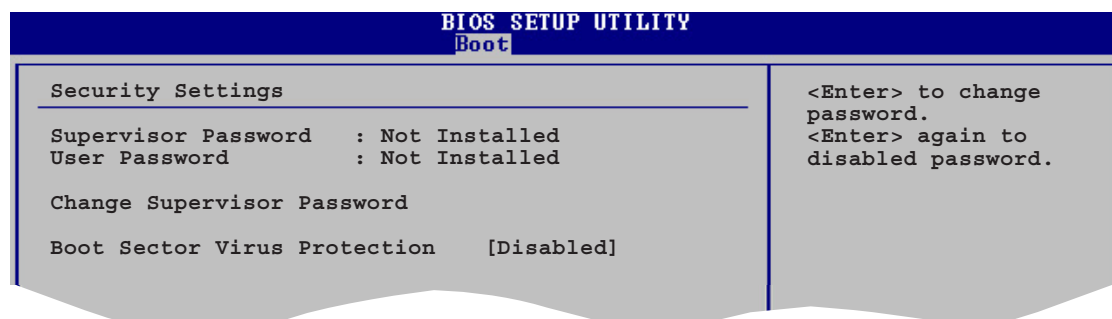 BIOS SETUP UTILITY
Boot
Security Settings
Supervisor Password : Not Installed
User Password : Not Installed
Change Supervisor Password
Boot Sector Virus Protection [Disabled]
<Enter> to change
password.
<Enter> again to
disabled password.